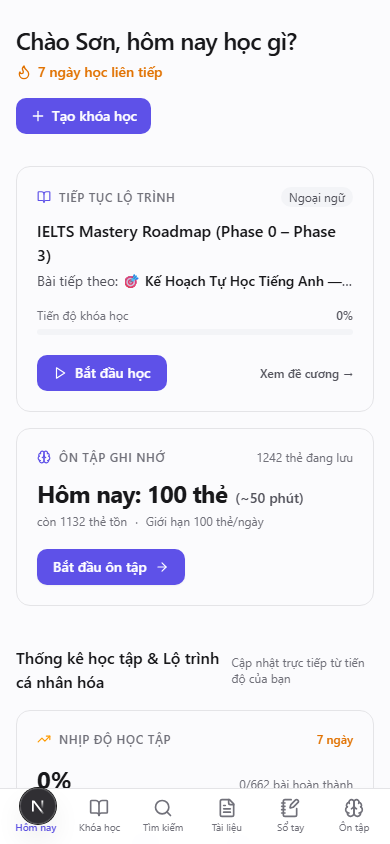 Chào Sơn, hôm nay học gì?
7 ngày học liên tiếp
+ Tạo khóa học
TIẾP TỤC LỘ TRÌNH
Ngoại ngữ
IELTS Mastery Roadmap (Phase 0 – Phase
3)
Bài tiếp theo: 🎯 Kế Hoạch Tự Học Tiếng Anh —...
Tiến độ khóa học
0%
Bắt đầu học
Xem đề cương →
ÔN TẬP GHI NHỚ
1242 thẻ đang lưu
Hôm nay: 100 thẻ (~50 phút)
còn 1132 thẻ tồn · Giới hạn 100 thẻ/ngày
Bắt đầu ôn tập →
Thống kê học tập & Lộ trình
cá nhân hóa
Cập nhật trực tiếp từ tiến
độ của bạn
NHỊP ĐỘ HỌC TẬP
7 ngày
0%
0/662 bài hoàn thành
N
Hôm nay
Khóa học
Tìm kiếm
Tài liệu
Sổ tay
Ôn tập